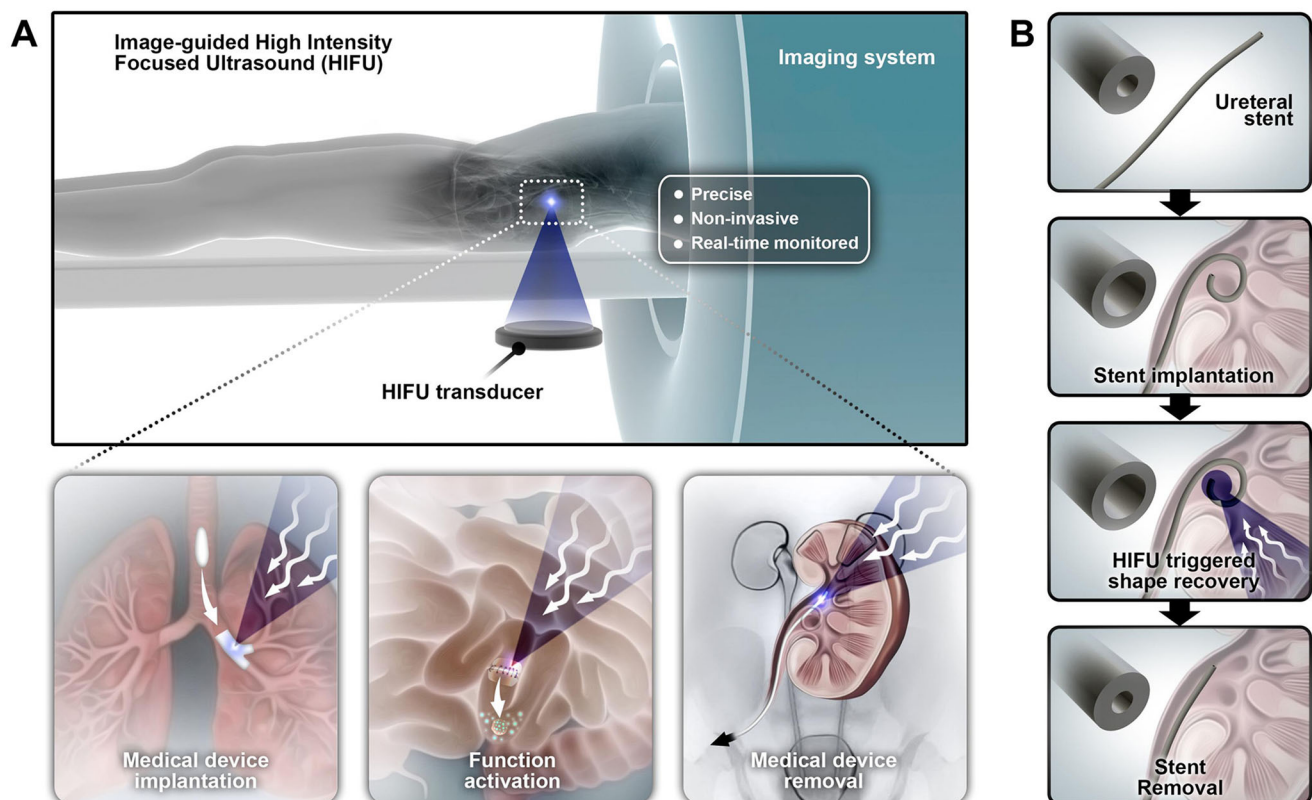 A
Image-guided High Intensity
Focused Ultrasound (HIFU)
Imaging system
● Precise
● Non-invasive
● Real-time monitored
HIFU transducer
Medical device
implantation
Function
activation
Medical device
removal
B
Ureteral
stent
Stent implantation
HIFU triggered
shape recovery
Stent
Removal